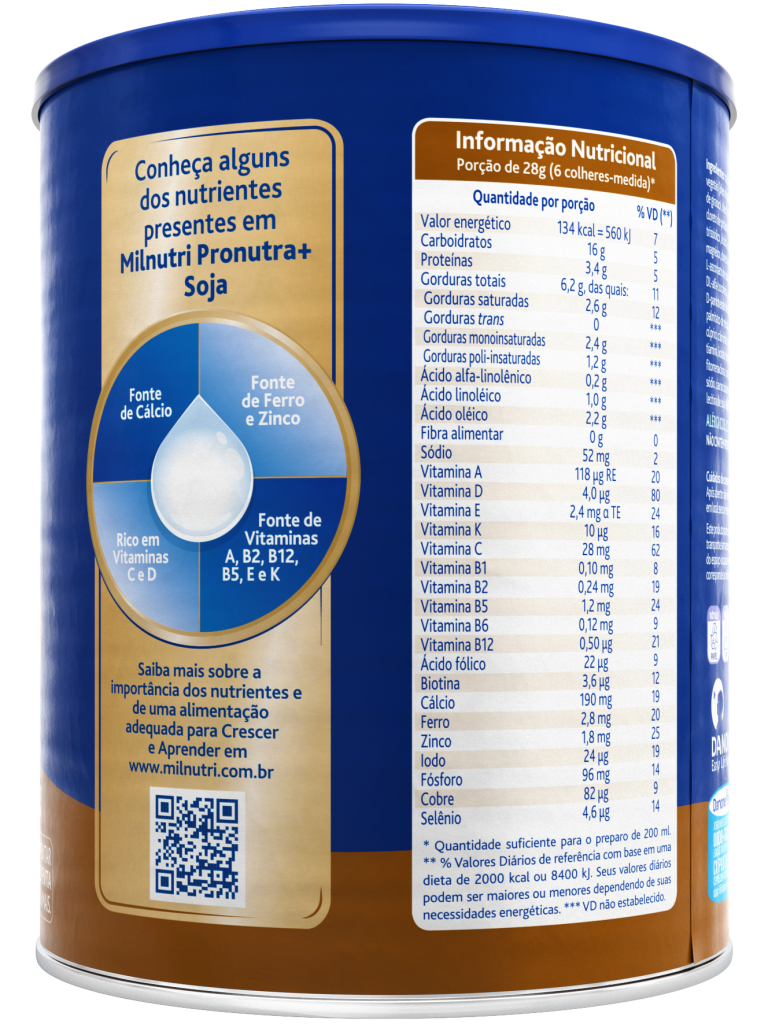 Conheça alguns
dos nutrientes
presentes em
Milnutri Pronutra+
Soja
Fonte
de Cálcio
Fonte
de Ferro
e Zinco
Rico em
Vitaminas
C e D
Fonte de
Vitaminas
A, B2, B12,
B5, E e K
Saiba mais sobre a
importância dos nutrientes e
de uma alimentação
adequada para Crescer
e Aprender em
www.milnutri.com.br
Informação Nutricional
Porção de 28g (6 colheres-medida)*
Quantidade por porção % VD (**)
Valor energético 134 kcal = 560 kJ 7
Carboidratos 16 g 5
Proteínas 3,4 g 5
Gorduras totais 6,2 g, das quais: 11
Gorduras saturadas 2,6 g 12
Gorduras trans 0 ***
Gorduras monoinsaturadas 2,4 g ***
Gorduras poli-insaturadas 1,2 g ***
Ácido alfa-linolênico 0,2 g ***
Ácido linoléico 1,0 g ***
Ácido oléico 2,2 g ***
Fibra alimentar 0 g 0
Sódio 52 mg 2
Vitamina A 118 µg RE 20
Vitamina D 4,0 µg 80
Vitamina E 2,4 mg α TE 24
Vitamina K 10 µg 16
Vitamina C 28 mg 62
Vitamina B1 0,10 mg 8
Vitamina B2 0,24 mg 19
Vitamina B5 1,2 mg 24
Vitamina B6 0,12 mg 9
Vitamina B12 0,50 µg 21
Ácido fólico 22 µg 9
Biotina 3,6 µg 12
Cálcio 190 mg 19
Ferro 2,8 mg 20
Zinco 1,8 mg 25
Iodo 24 µg 19
Fósforo 96 mg 14
Cobre 82 µg 9
Selênio 4,6 µg 14
* Quantidade suficiente para o preparo de 200 ml.
** % Valores Diários de referência com base em uma
dieta de 2000 kcal ou 8400 kJ. Seus valores diários
podem ser maiores ou menores dependendo de suas
necessidades energéticas. *** VD não estabelecido.